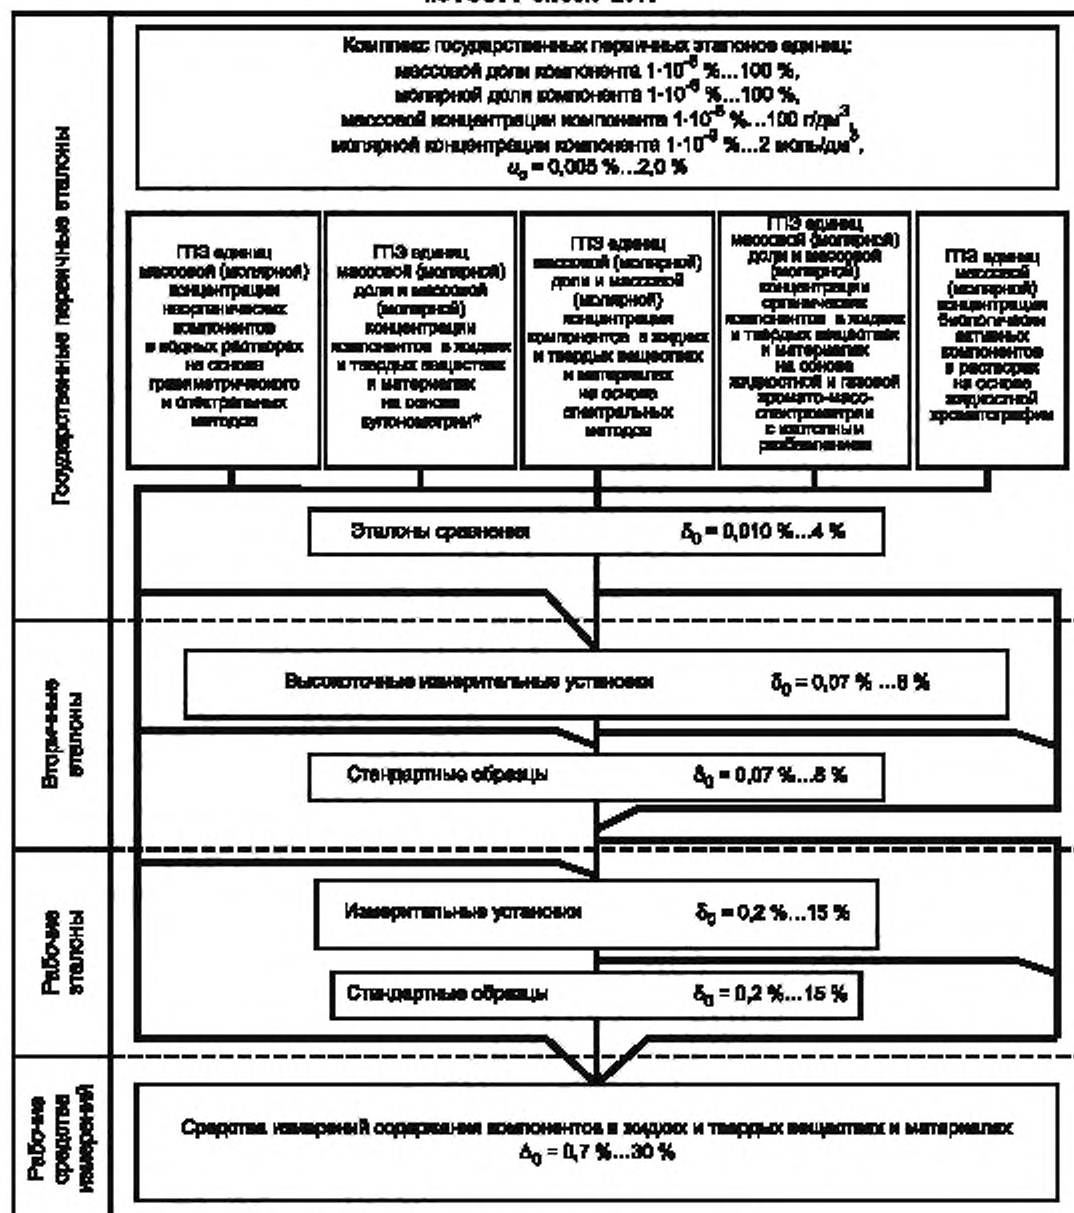 Государственные первичные эталоны
Комплекс государственных первичных эталонов единиц:
массовой доли компонента 1·10⁻⁸ %...100 %,
молярной доли компонента 1·10⁻⁸ %...100 %,
массовой концентрации компонента 1·10⁻⁸ %...100 г/дм³,
молярной концентрации компонента 1·10⁻⁹ %...2 моль/дм³,
= 0,005 %...2,0 %
ГПЭ единиц
массовой (молярной)
концентрации
неорганических
компонентов
в водных растворах
на основе
гравиметрического
и спектральных
методов
ГПЭ единиц
массовой (молярной)
доли и массовой
(молярной)
концентрации
компонентов в жидких
и твердых веществах
и материалах
на основе
кулонометрии*
ГПЭ единиц
массовой (молярной)
доли и массовой
(молярной)
концентрация
компонентов в жидких
и твердых веществах
и материалах
на основе
спектральных
методов
ГПЭ единиц
массовой (молярной)
доли и массовой
(молярной)
концентрации
органических
компонентов в жидких
и твердых веществах
и материалах
на основе
жидкостной и газовой
хромато-масс-
спектрометрии
с изотопным
разбавлением
ГПЭ единиц
массовой
(молярной)
концентрация
биологически
активных
компонентов
в растворах
на основе
жидкостной
хроматографии
Эталоны сравнения δ₀ = 0,010 %...4 %
Вторичные
эталоны
Высокоточные измерительные установки δ₀ = 0,07 % ...8 %
Стандартные образцы δ₀ = 0,07 %...8 %
Рабочие
эталоны
Измерительные установки δ₀ = 0,2 %...15 %
Стандартные образцы δ₀ = 0,2 %...15 %
Рабочие
средства
измерений
Средства измерений содержания компонентов в жидких и твердых веществах и материалах
Δ₀ = 0,7 %...30 %